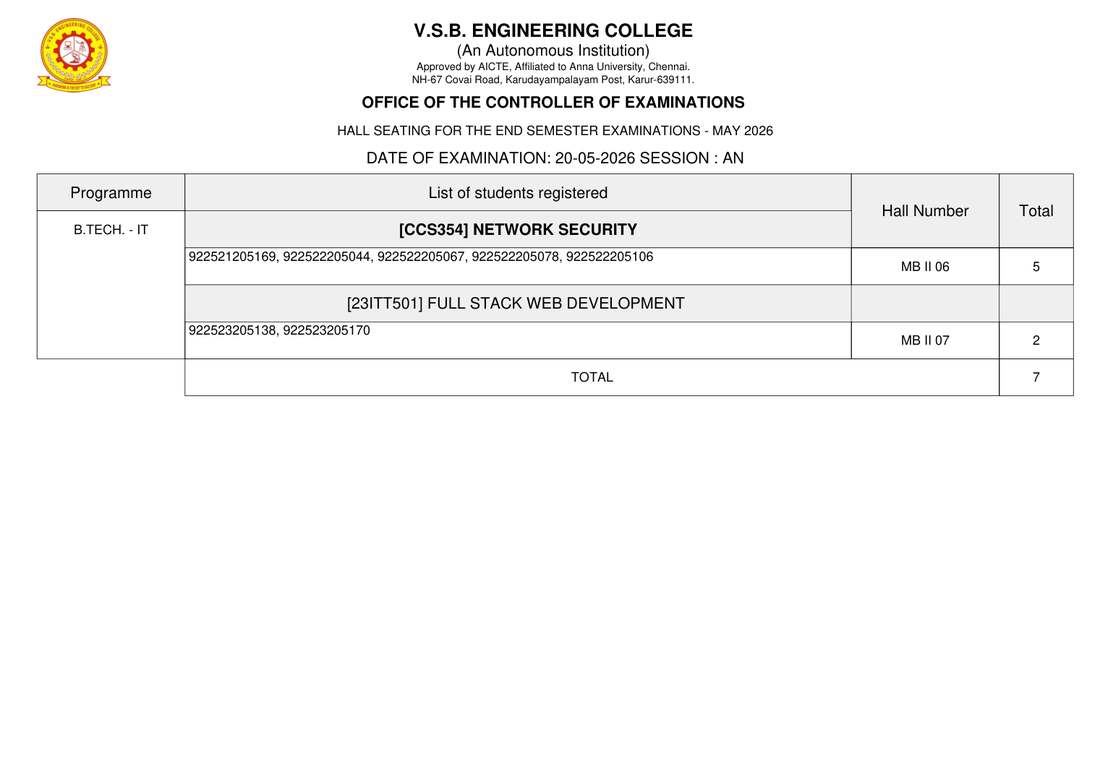 V.S.B. ENGINEERING COLLEGE
(An Autonomous Institution)
Approved by AICTE, Affiliated to Anna University, Chennai.
NH-67 Covai Road, Karudayampalayam Post, Karur-639111.
OFFICE OF THE CONTROLLER OF EXAMINATIONS
HALL SEATING FOR THE END SEMESTER EXAMINATIONS - MAY 2026
DATE OF EXAMINATION: 20-05-2026 SESSION : AN
Programme List of students registered Hall Number Total
B.TECH. - IT [CCS354] NETWORK SECURITY
922521205169, 922522205044, 922522205067, 922522205078, 922522205106 MB II 06 5
[23ITT501] FULL STACK WEB DEVELOPMENT
922523205138, 922523205170 MB II 07 2
TOTAL 7